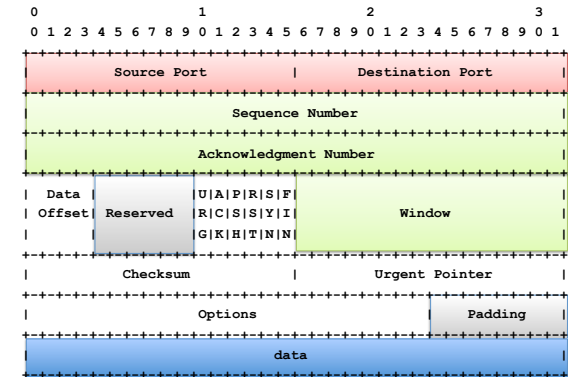 0 1 2 3
0 1 2 3 4 5 6 7 8 9 0 1 2 3 4 5 6 7 8 9 0 1 2 3 4 5 6 7 8 9 0 1
+-+-+-+-+-+-+-+-+-+-+-+-+-+-+-+-+-+-+-+-+-+-+-+-+-+-+-+-+-+-+-+-+
| Source Port | Destination Port |
+-+-+-+-+-+-+-+-+-+-+-+-+-+-+-+-+-+-+-+-+-+-+-+-+-+-+-+-+-+-+-+-+
| Sequence Number |
+-+-+-+-+-+-+-+-+-+-+-+-+-+-+-+-+-+-+-+-+-+-+-+-+-+-+-+-+-+-+-+-+
| Acknowledgment Number |
+-+-+-+-+-+-+-+-+-+-+-+-+-+-+-+-+-+-+-+-+-+-+-+-+-+-+-+-+-+-+-+-+
| Data |U|A|P|R|S|F| |
| Offset| Reserved |R|C|S|S|Y|I| Window |
| | |G|K|H|T|N|N| |
+-+-+-+-+-+-+-+-+-+-+-+-+-+-+-+-+-+-+-+-+-+-+-+-+-+-+-+-+-+-+-+-+
| Checksum | Urgent Pointer |
+-+-+-+-+-+-+-+-+-+-+-+-+-+-+-+-+-+-+-+-+-+-+-+-+-+-+-+-+-+-+-+-+
| Options | Padding |
+-+-+-+-+-+-+-+-+-+-+-+-+-+-+-+-+-+-+-+-+-+-+-+-+-+-+-+-+-+-+-+-+
| data |
+-+-+-+-+-+-+-+-+-+-+-+-+-+-+-+-+-+-+-+-+-+-+-+-+-+-+-+-+-+-+-+-+